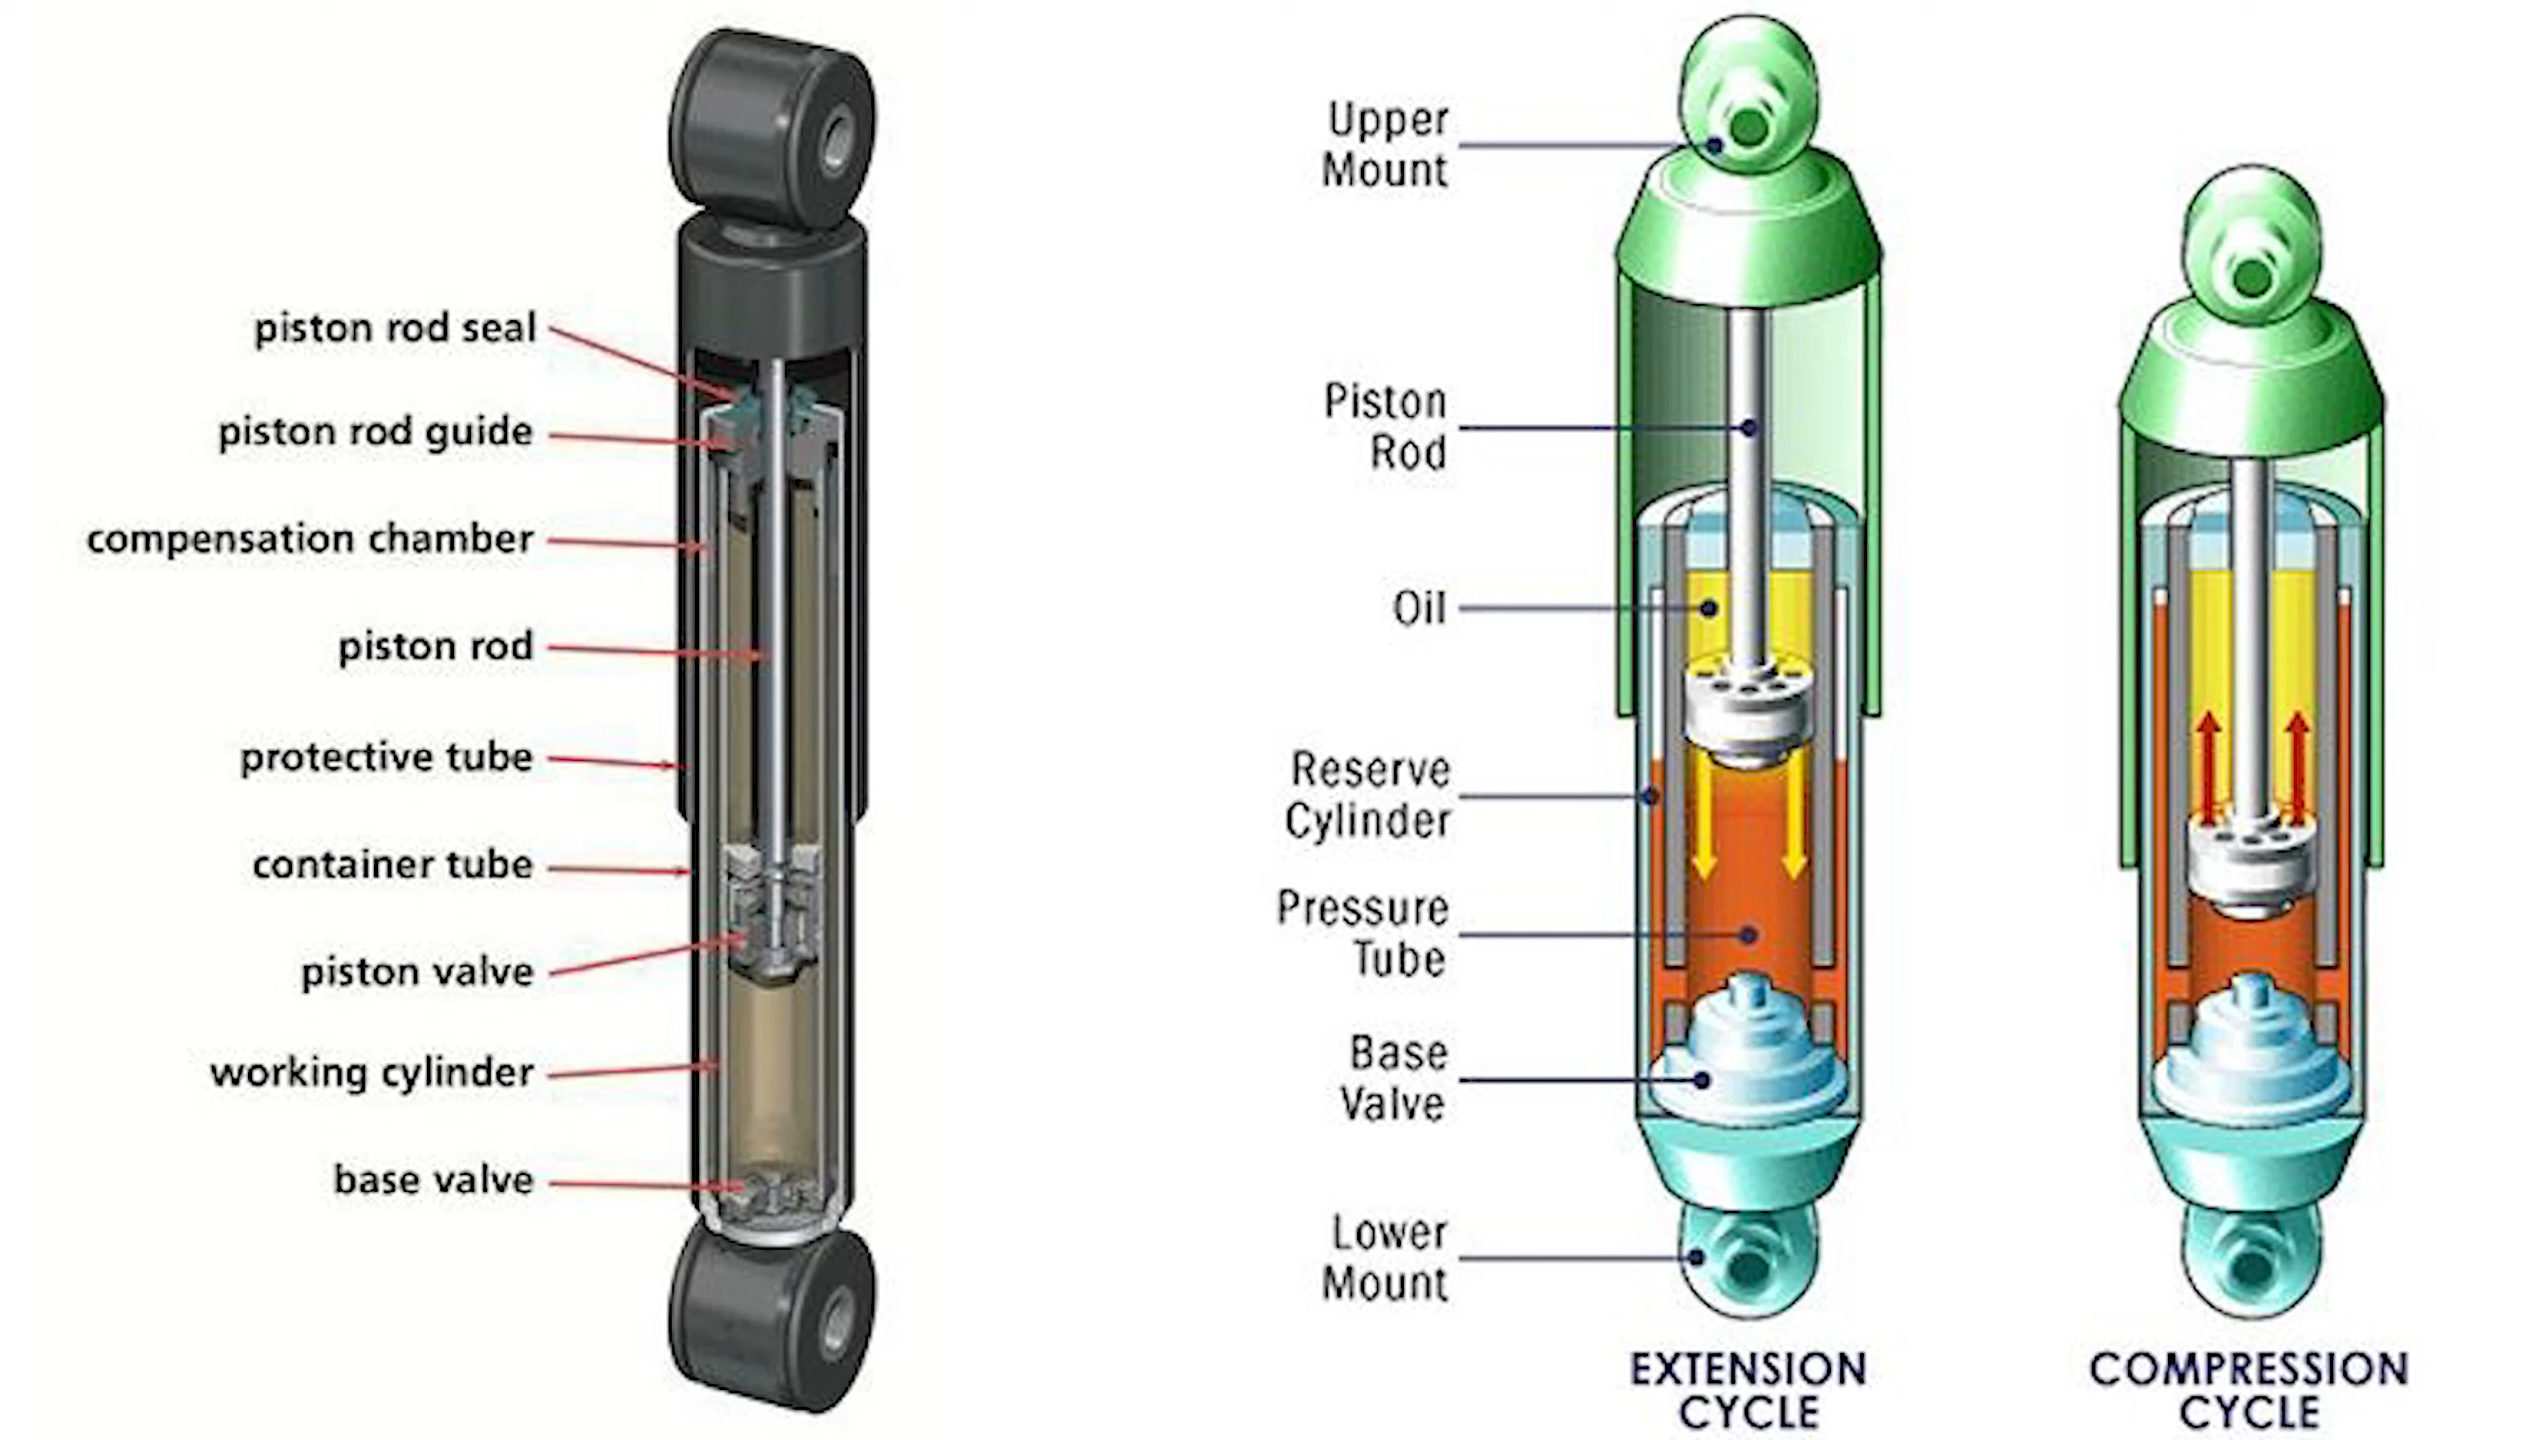 piston rod seal
piston rod guide
compensation chamber
piston rod
protective tube
container tube
piston valve
working cylinder
base valve
Upper
Mount
Piston
Rod
Oil
Reserve
Cylinder
Pressure
Tube
Base
Valve
Lower
Mount
EXTENSION
CYCLE
COMPRESSION
CYCLE